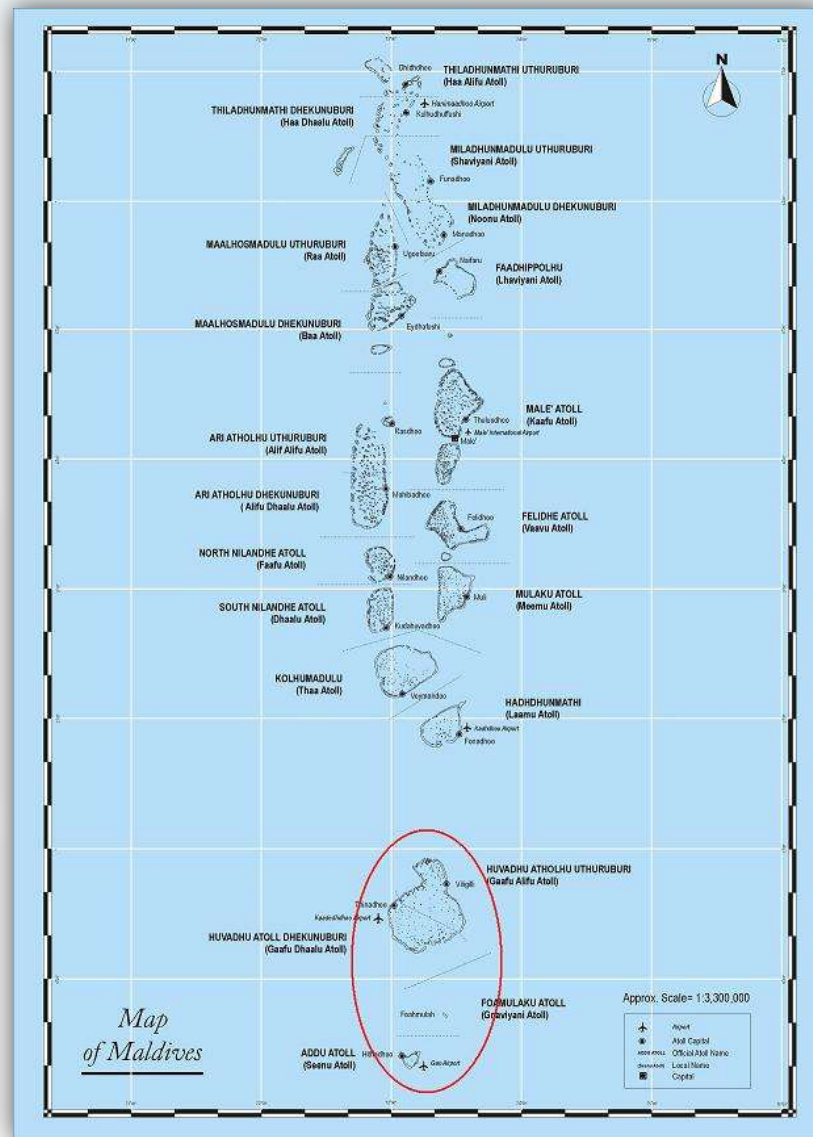 N
Dhidhdhoo
THILADHUNMATHI UTHURUBURI
(Haa Alifu Atoll)
Hanimaadhoo Airport
THILADHUNMATHI DHEKUNUBURI
(Haa Dhaalu Atoll)
Kulhudhuffushi
MILADHUNMADULU UTHURUBURI
(Shaviyani Atoll)
Funadhoo
MILADHUNMADULU DHEKUNUBURI
(Noonu Atoll)
Manadhoo
MAALHOSMADULU UTHURUBURI
(Raa Atoll)
Ugoofaaru
Naifaru
FAADHIPPOLHU
(Lhaviyani Atoll)
MAALHOSMADULU DHEKUNUBURI
(Baa Atoll)
Eydhafushi
MALE' ATOLL
(Kaafu Atoll)
Thulusdhoo
Male' International Airport
Male'
Rasdhoo
ARI ATHOLHU UTHURUBURI
(Alif Alifu Atoll)
ARI ATHOLHU DHEKUNUBURI
( Alifu Dhaalu Atoll)
Mahibadhoo
Felidhoo
FELIDHE ATOLL
(Vaavu Atoll)
NORTH NILANDHE ATOLL
(Faafu Atoll)
Nilandhoo
MULAKU ATOLL
(Meemu Atoll)
Muli
SOUTH NILANDHE ATOLL
(Dhaalu Atoll)
Kudahuvadhoo
KOLHUMADULU
(Thaa Atoll)
Veymandoo
HADHDHUNMATHI
(Laamu Atoll)
Kadhdhoo Airport
Fonadhoo
HUVADHU ATHOLHU UTHURUBURI
(Gaafu Alifu Atoll)
Viligili
Thinadhoo
Kaadedhdhoo Airport
HUVADHU ATOLL DHEKUNUBURI
(Gaafu Dhaalu Atoll)
FOAMULAKU ATOLL
(Gnaviyani Atoll)
Foahmulah
ADDU ATOLL
(Seenu Atoll)
Hithadhoo
Gan Airport
Map
of Maldives
Approx. Scale= 1:3,300,000
Airport
Atoll Capital
ADDU ATOLL Official Atoll Name
Local Name
Capital